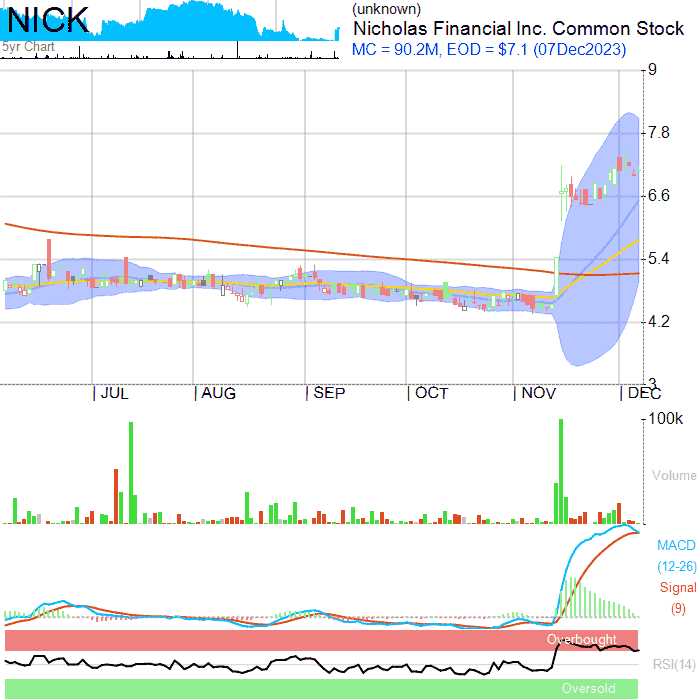 NICK
5yr Chart
(unknown)
Nicholas Financial Inc. Common Stock
MC = 90.2M, EOD = $7.1 (07Dec2023)
9
7.8
6.6
5.4
4.2
3
JUL AUG SEP OCT NOV DEC
100k
Volume
MACD
(12-26)
Signal
(9)
Overbought
RSI(14)
Oversold